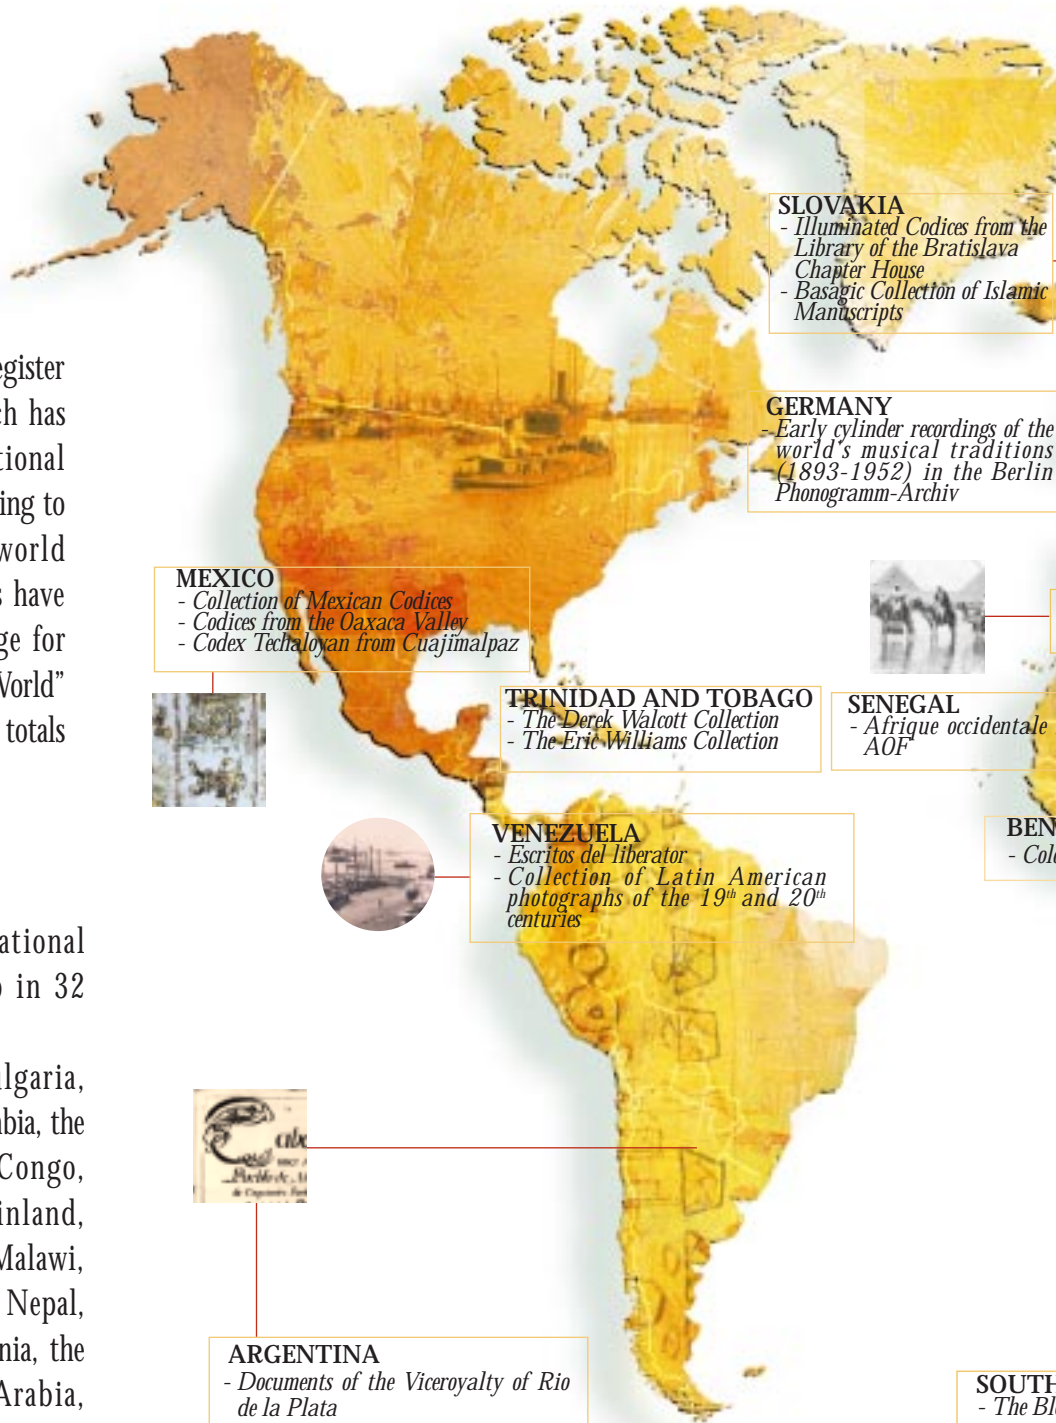 egister
ch has
tional
ing to
world
s have
ge for
World”
totals
ational
o in 32
lgaria,
bia, the
Congo,
inland,
Malawi,
Nepal,
nia, the
Arabia,
SLOVAKIA
- Illuminated Codices from the
Library of the Bratislava
Chapter House
- Basagic Collection of Islamic
Manuscripts
GERMANY
- Early cylinder recordings of the
world's musical traditions
(1893-1952) in the Berlin
Phonogramm-Archiv
MEXICO
- Collection of Mexican Codices
- Codices from the Oaxaca Valley
- Codex Techaloyan from Cuajimalpaz
TRINIDAD AND TOBAGO
- The Derek Walcott Collection
- The Eric Williams Collection
SENEGAL
- Afrique occidentale
AOF
BEN
- Colo
VENEZUELA
- Escritos del liberator
- Collection of Latin American
photographs of the 19th and 20th
centuries
ARGENTINA
- Documents of the Viceroyalty of Rio
de la Plata
SOUTH
- The Ble